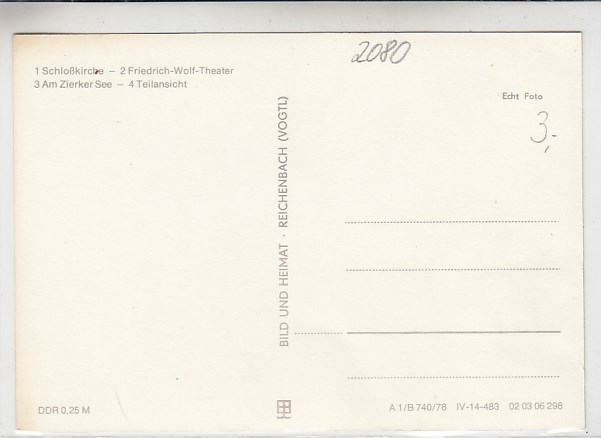 1 Schloßkirche – 2 Friedrich-Wolf-Theater
3 Am Zierker See – 4 Teilansicht
2080
Echt Foto
3,-
BILD UND HEIMAT · REICHENBACH (VOGTL)
DDR 0,25 M
A 1/B 740/78 IV-14-483 02 03 06 298